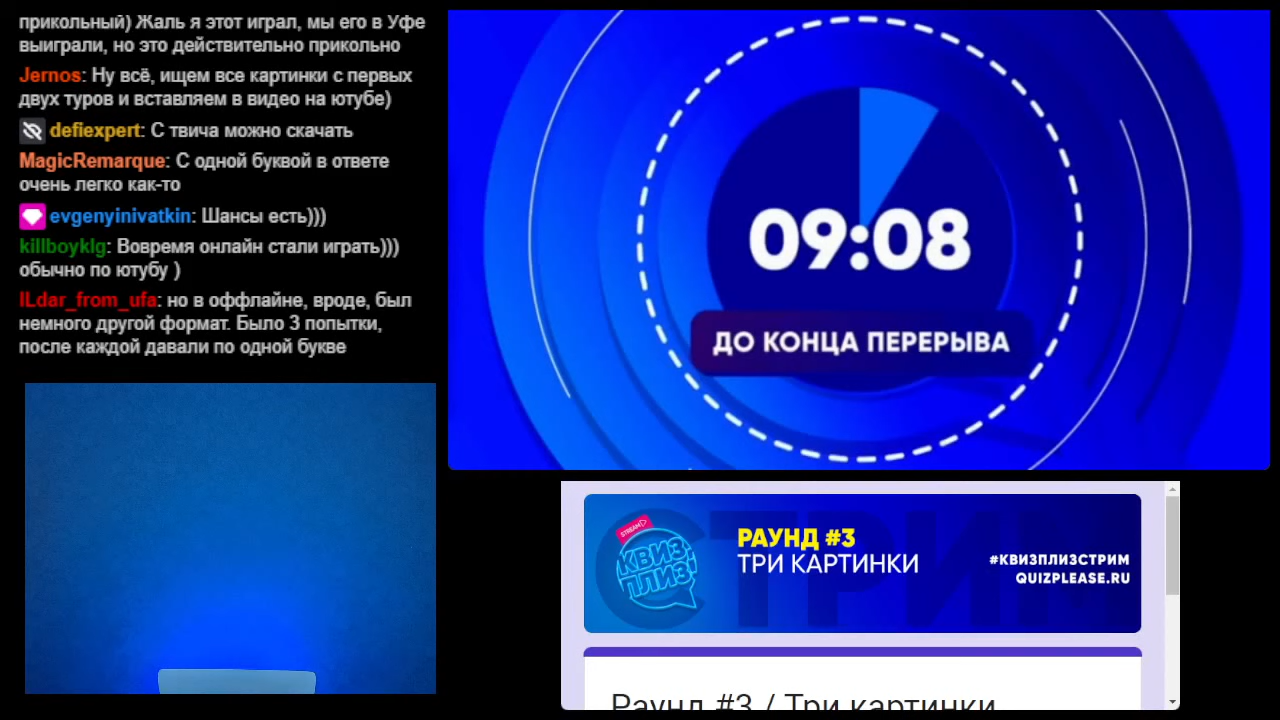 прикольный) Жаль я этот играл, мы его в Уфе
выиграли, но это действительно прикольно
Jernos: Ну всё, ищем все картинки с первых
двух туров и вставляем в видео на ютубе)
defiexpert: С твича можно скачать
MagicRemarque: С одной буквой в ответе
очень легко как-то
evgenyinivatkin: Шансы есть)))
killboyklg: Вовремя онлайн стали играть)))
обычно по ютубу )
ILdar_from_ufa: но в оффлайне, вроде, был
немного другой формат. Было 3 попытки,
после каждой давали по одной букве
09:08
ДО КОНЦА ПЕРЕРЫВА
СТРИМ
STREAM
КВИЗ,
ПЛИЗ!
РАУНД #3
ТРИ КАРТИНКИ
#КВИЗПЛИЗСТРИМ
QUIZPLEASE.RU
Раунд #3 / Три картинки